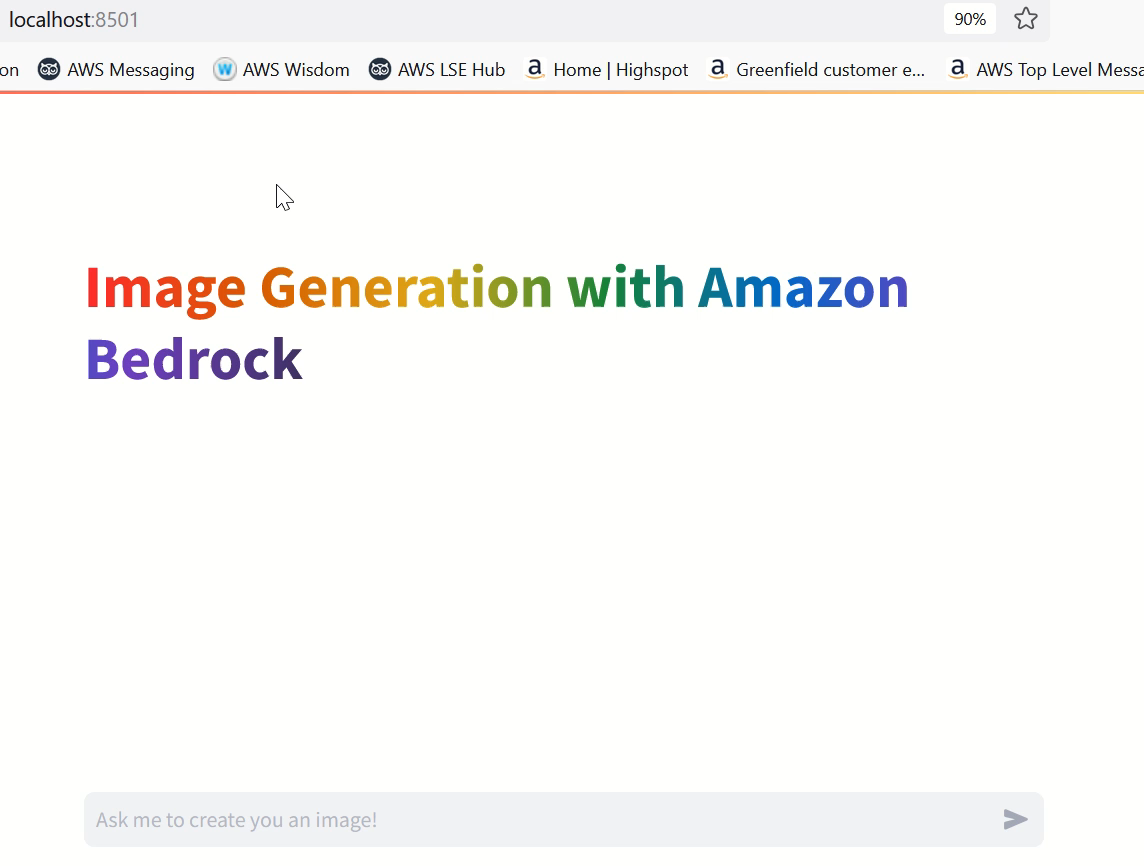 localhost:8501
90%
on AWS Messaging AWS Wisdom AWS LSE Hub Home | Highspot Greenfield customer e... AWS Top Level Messa
Image Generation with Amazon
Bedrock
Ask me to create you an image!